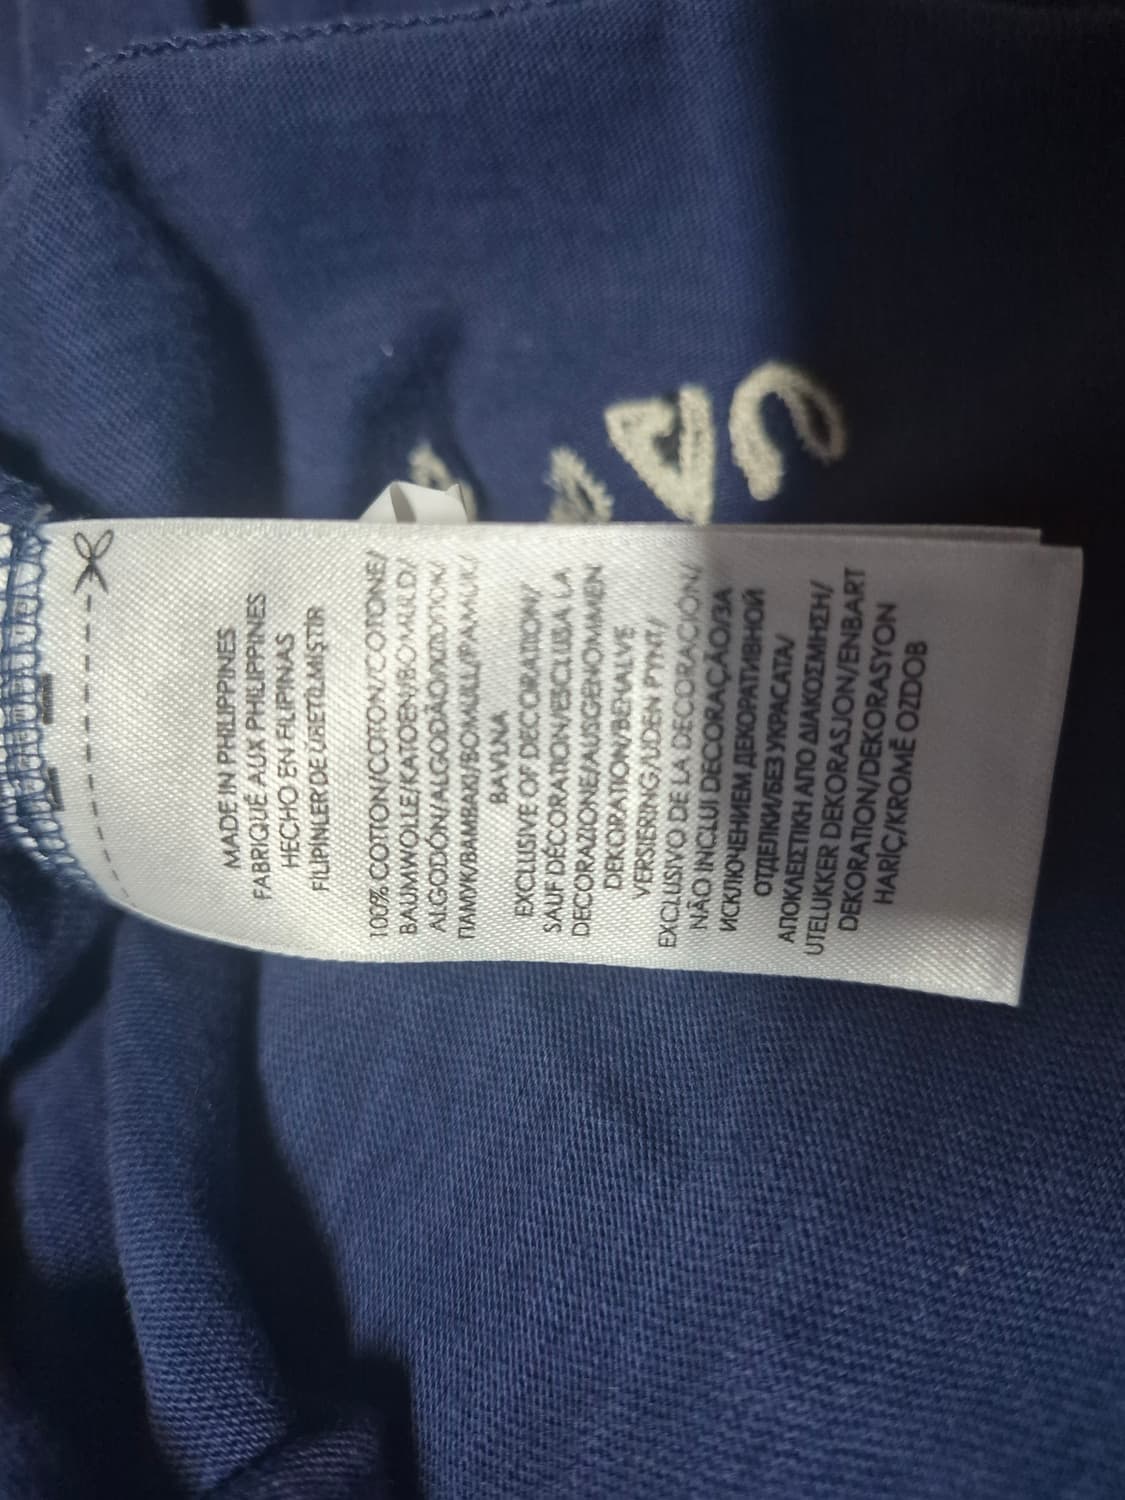 MADE IN PHILIPPINES
FABRIQUÉ AUX PHILIPPINES
HECHO EN FILIPINAS
FILIPINLER'DE ÜRETİLMİŞTİR
100% COTTON/COTON/COTONE/
BAUMWOLLE/KATOEN/BOMULD/
ALGODÓN/ALGODÃO/ХЛОПОК/
ПАМУК/ΒΑΜΒΑΚΙ/BOMULL/PAMUK/
BAVLNA
EXCLUSIVE OF DECORATION/
SAUF DÉCORATION/ESCLUSA LA
DECORAZIONE/AUSGENOMMEN
DEKORATION/BEHALVE
VERSIERING/UDEN PYNT/
EXCLUSIVO DE LA DECORACIÓN/
NÃO INCLUI DECORAÇÃO/ЗА
ИСКЛЮЧЕНИЕМ ДЕКОРАТИВНОЙ
ОТДЕЛКИ/БЕЗ УКРАСАТА/
ΑΠΟΚΛΕΙΣΤΙΚΗ ΑΠΟ ΔΙΑΚΟΣΜΗΣΗ/
UTELUKKER DEKORASJON/ENBART
DEKORATION/DEKORASYON
HARİÇ/KROMĚ OZDOB